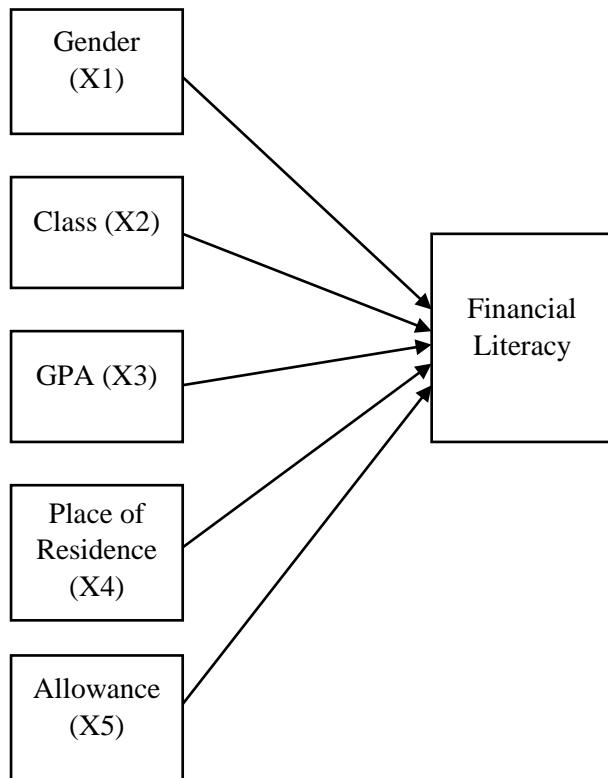 Gender
(X1)
Class (X2)
GPA (X3)
Place of
Residence
(X4)
Allowance
(X5)
Financial
Literacy